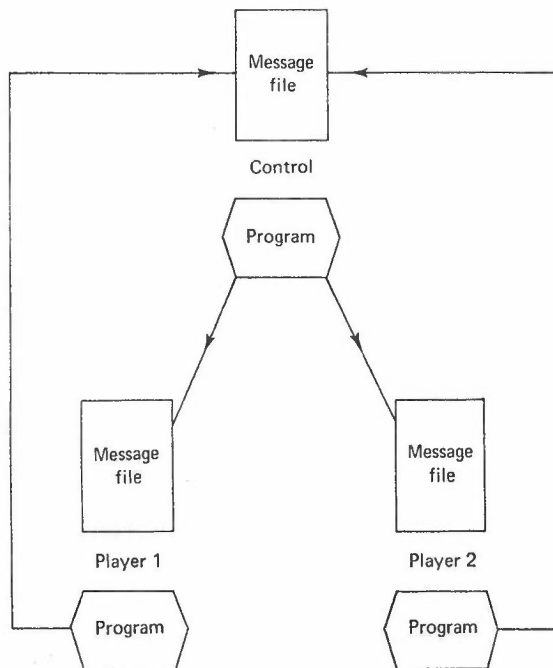 Message
file
Control
Program
Message
file
Message
file
Player 1
Player 2
Program
Program